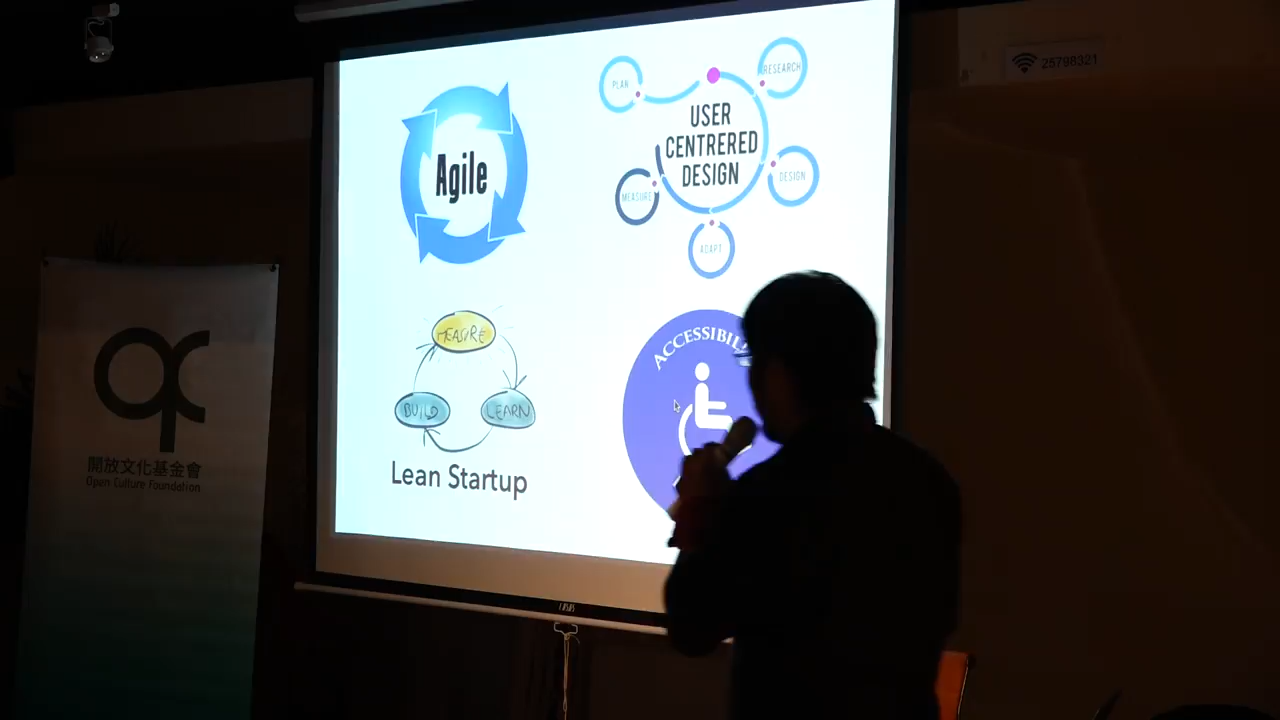 25798321
Agile
PLAN
RESEARCH
USER
CENTRERED
DESIGN
DESIGN
MEASURE
ADAPT
MEASURE
BUILD
LEARN
Lean Startup
開放文化基金會
Open Culture Foundation